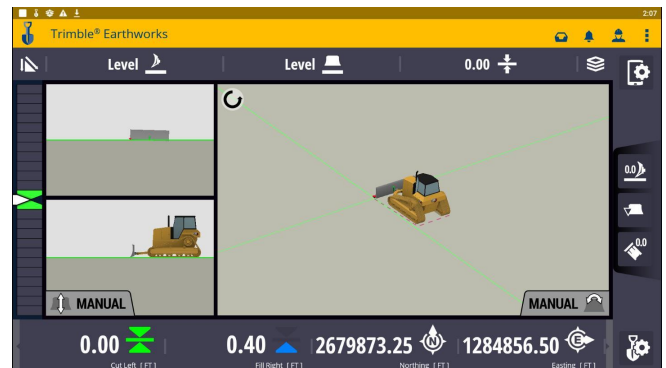 2:07
Trimble® Earthworks
Level
Level
0.00
0.0
0.0
MANUAL
MANUAL
0.00
0.40
2679873.25
N
1284856.50
E
Cut Left [FT]
Fill Right [FT]
Northing [FT]
Easting [FT]